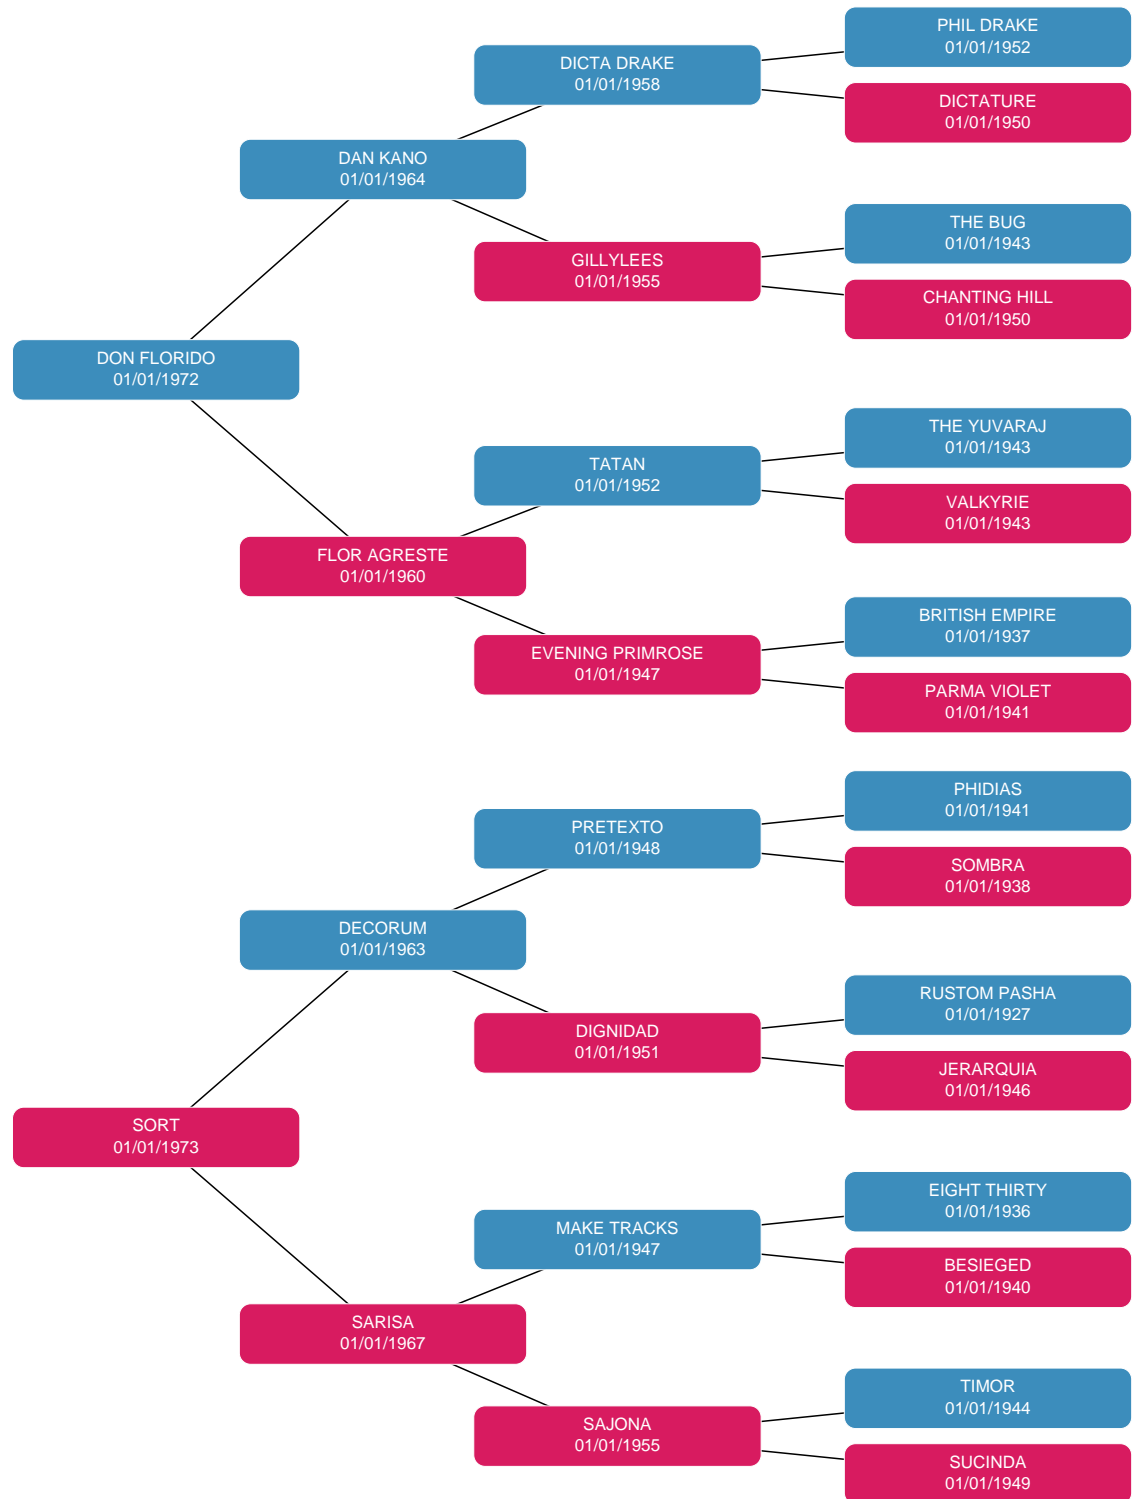 PHIL DRAKE
01/01/1952
DICTA DRAKE
01/01/1958
DICTATURE
01/01/1950
DAN KANO
01/01/1964
THE BUG
01/01/1943
GILLYLEES
01/01/1955
CHANTING HILL
01/01/1950
DON FLORIDO
01/01/1972
THE YUVARAJ
01/01/1943
TATAN
01/01/1952
VALKYRIE
01/01/1943
FLOR AGRESTE
01/01/1960
BRITISH EMPIRE
01/01/1937
EVENING PRIMROSE
01/01/1947
PARMA VIOLET
01/01/1941
PHIDIAS
01/01/1941
PRETEXTO
01/01/1948
SOMBRA
01/01/1938
DECORUM
01/01/1963
RUSTOM PASHA
01/01/1927
DIGNIDAD
01/01/1951
JERARQUIA
01/01/1946
SORT
01/01/1973
EIGHT THIRTY
01/01/1936
MAKE TRACKS
01/01/1947
BESIEGED
01/01/1940
SARISA
01/01/1967
TIMOR
01/01/1944
SAJONA
01/01/1955
SUCINDA
01/01/1949